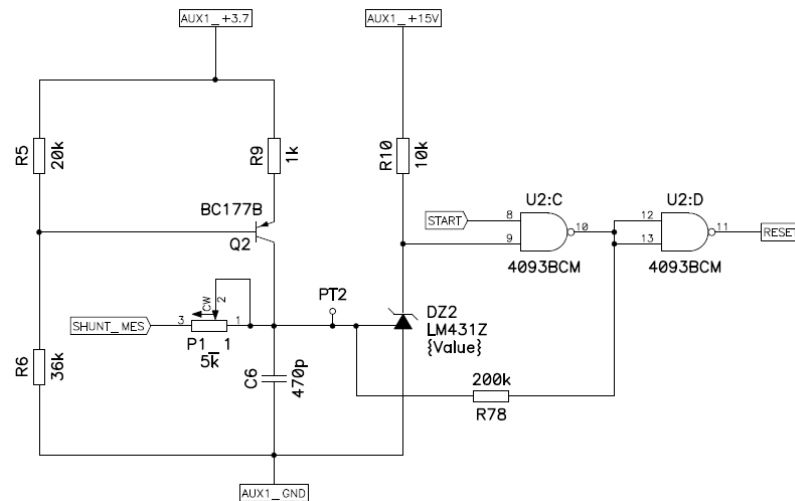 AUX1_+3.7
AUX1_+15V
R5
20k
R9
1k
R10
10k
U2:C
U2:D
BC177B
START
8
10
12
11
RESET
9
13
Q2
4093BCM
4093BCM
CW
2
PT2
DZ2
LM431Z
{Value}
SHUNT_MES
3
1
P1_1
5k
R6
36k
C6
470p
200k
R78
AUX1_GND